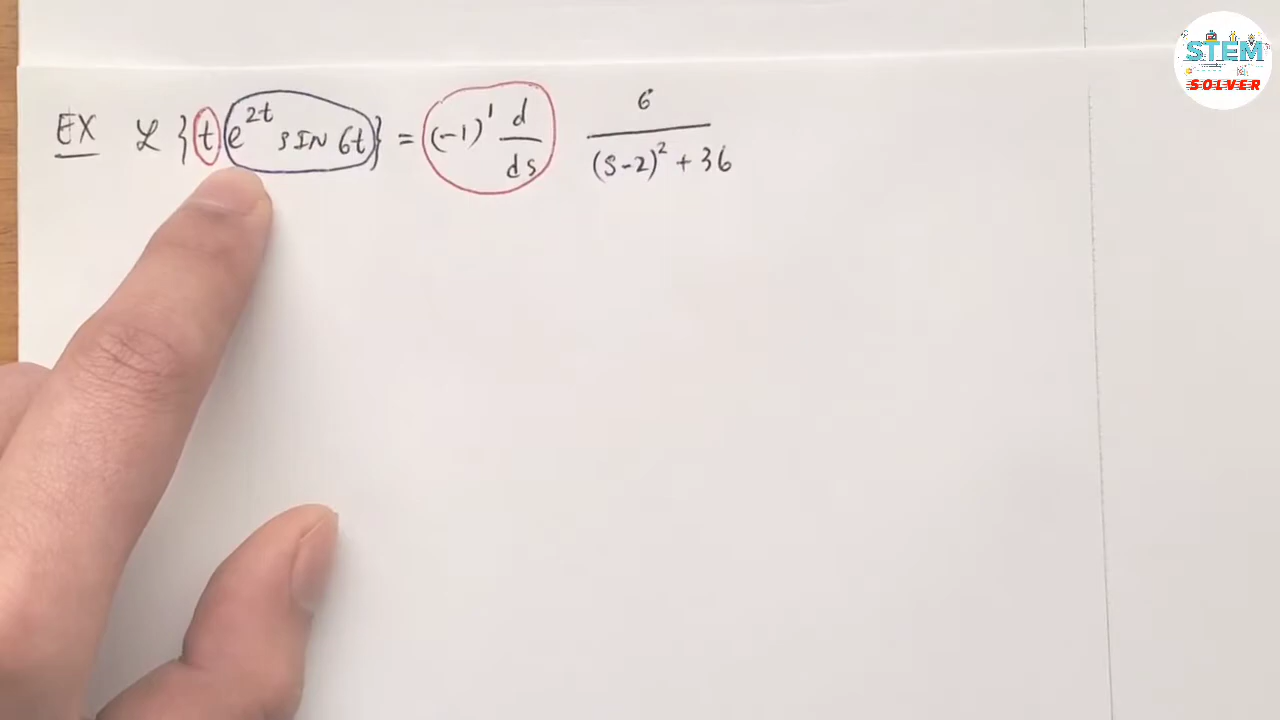 EX ℒ {t e^{2t} SIN 6t} = (-1)^1 d/ds 6/((s-2)^2 + 36)
STEM
SOLVER